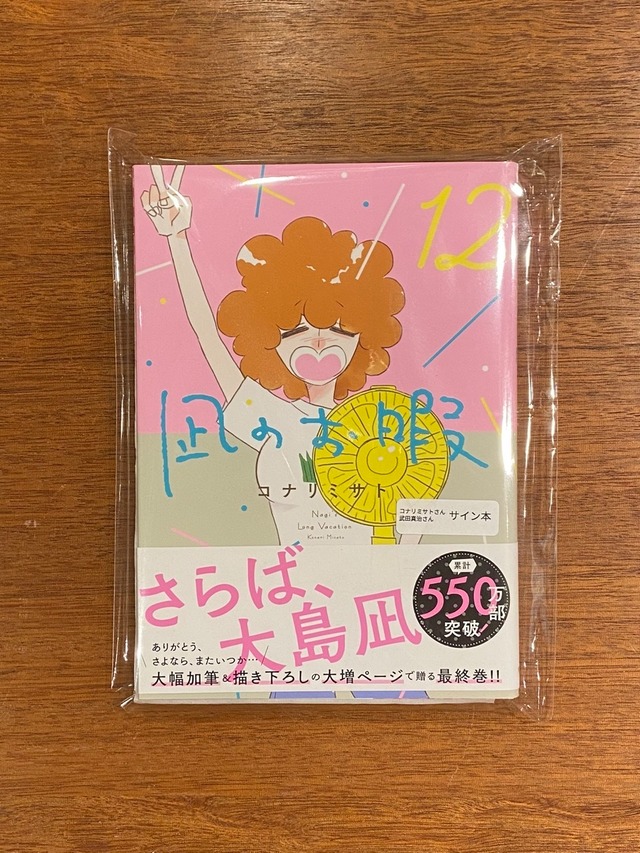 12
凪のお暇
コナリミサト
Nagi's
Long Vacation
Konari Misato
コナリミサトさん
武田真治さん
サイン本
さらば、
大島凪
累計
550万部
突破!
ありがとう、
さよなら、またいつか…
大幅加筆&描き下ろしの大増ページで贈る最終巻!!